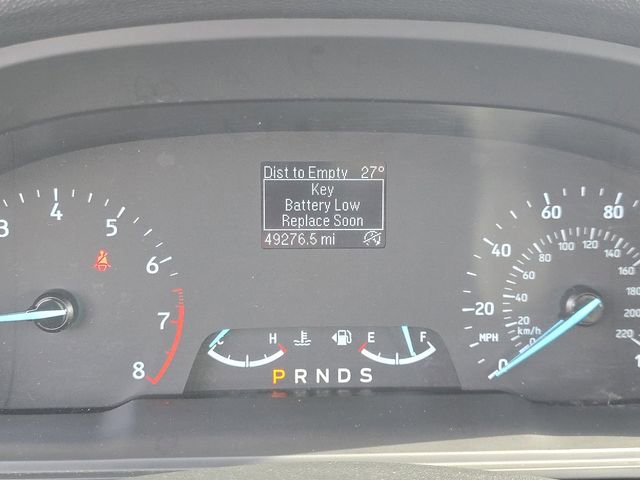 Dist to Empty 27°
Key
Battery Low
Replace Soon
49276.5 mi
3 4 5 6 7 8
C H
E F
P R N D S
0 20 40 60 80
MPH
0 20 40 60 80 100 120 140 160 180 200 220
km/h